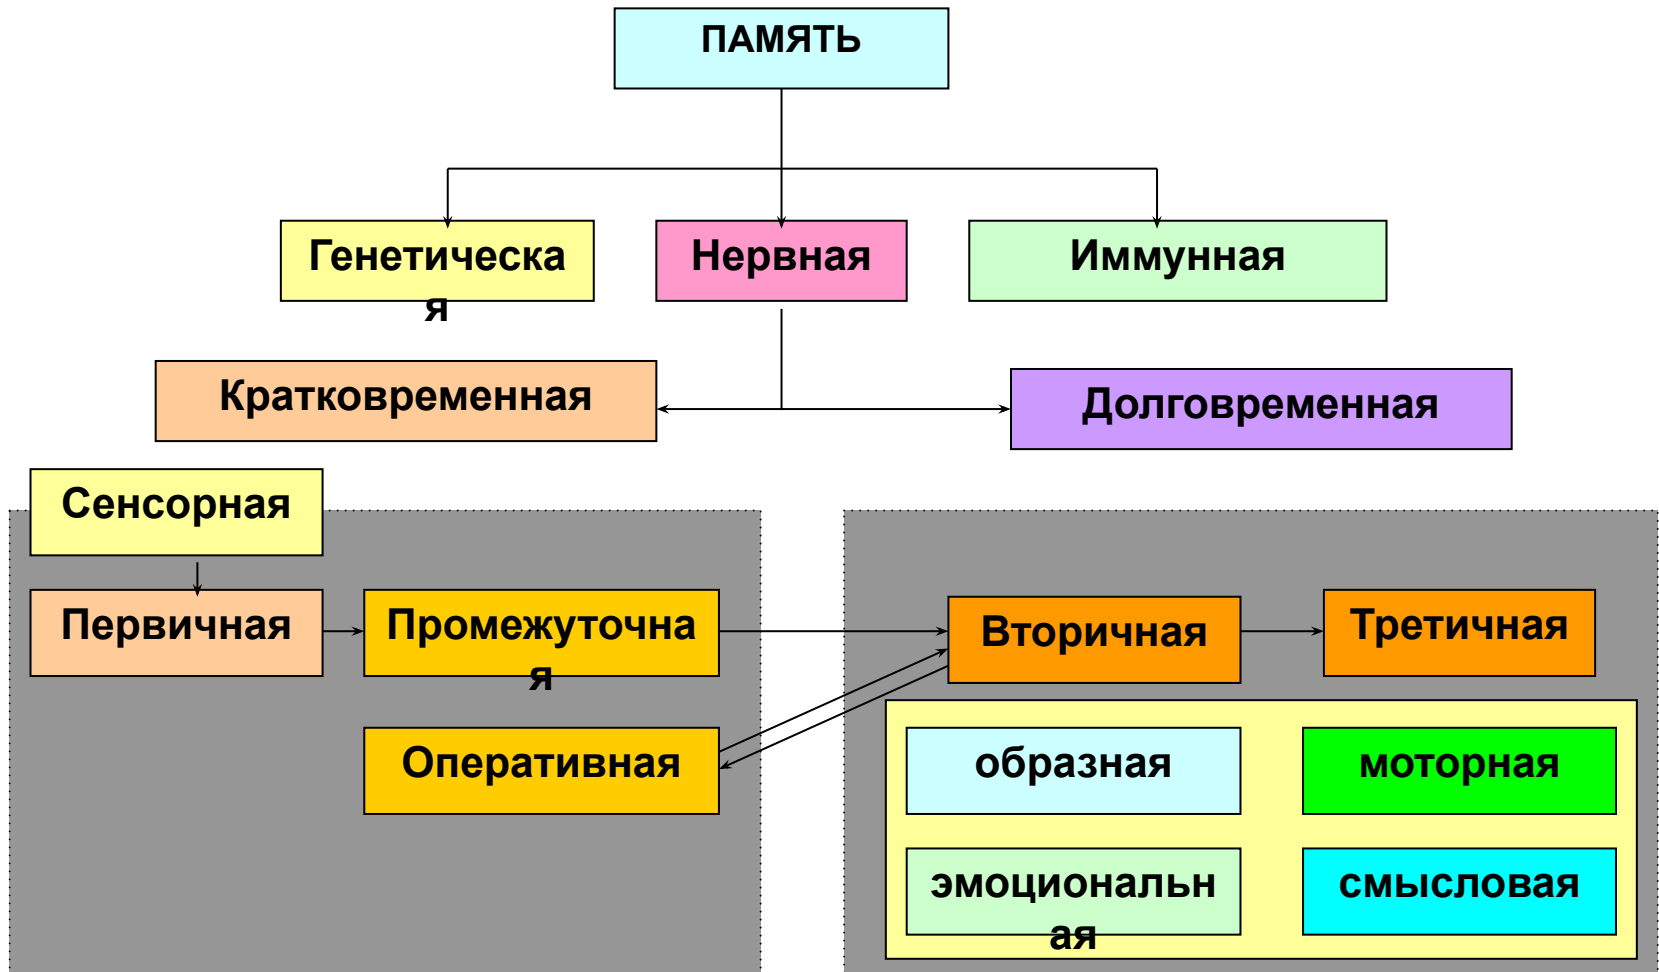 ПАМЯТЬ
Генетическа
я
Нервная
Иммунная
Кратковременная
Долговременная
Сенсорная
Первичная
Промежуточна
я
Вторичная
Третичная
Оперативная
образная
моторная
эмоциональн
ая
смысловая